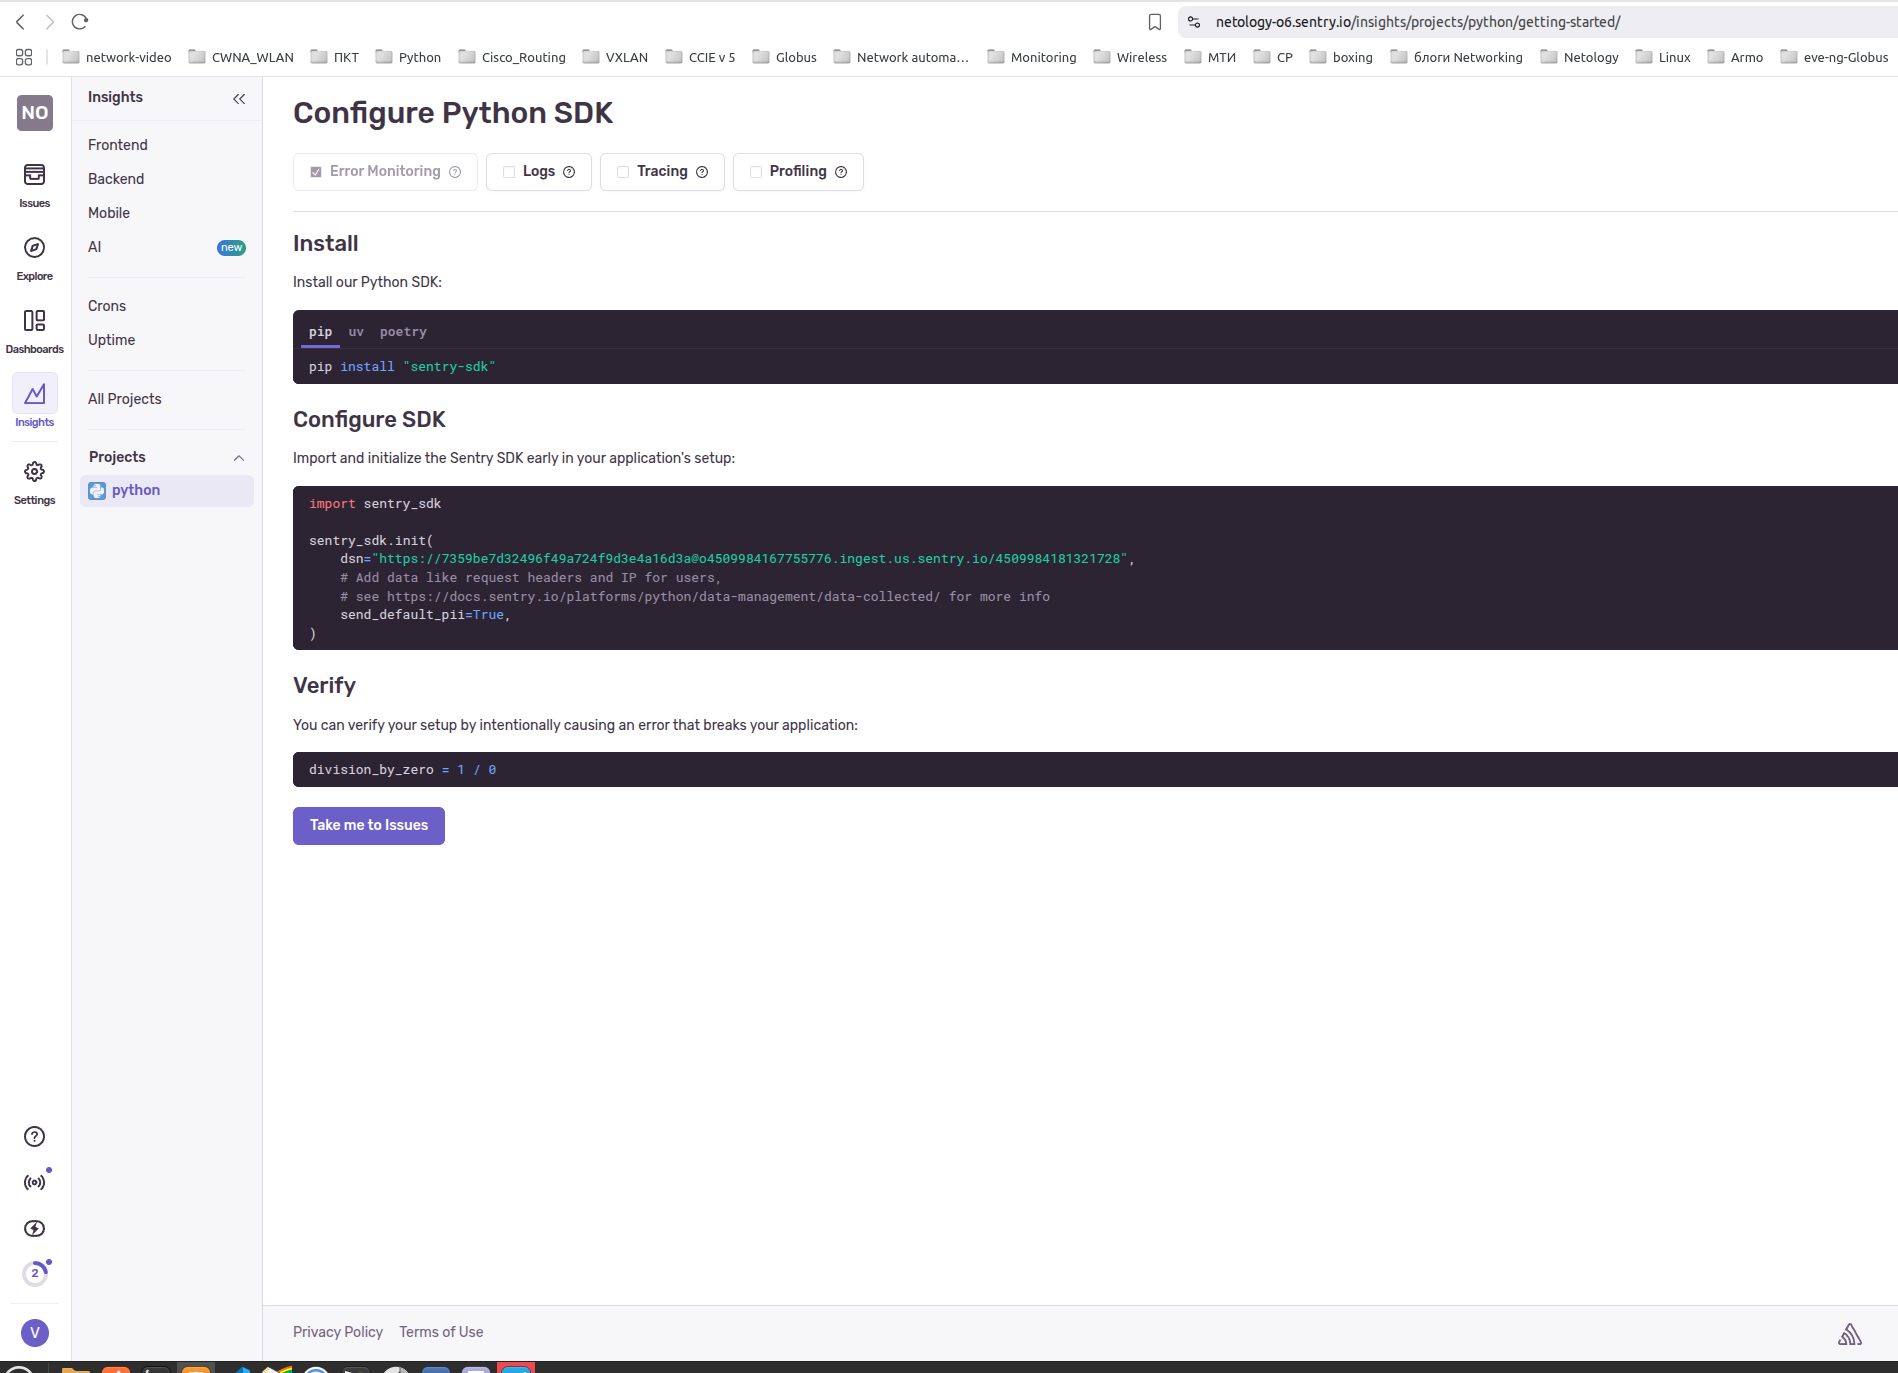 netology-o6.sentry.io/insights/projects/python/getting-started/
network-video CWNA_WLAN ПКТ Python Cisco_Routing VXLAN CCIE v 5 Globus Network automa... Monitoring Wireless МТИ CP boxing блоги Networking Netology Linux Armo eve-ng-Globus
NO
Issues
Explore
Dashboards
Insights
Settings
2
V
Insights
Frontend
Backend
Mobile
AI new
Crons
Uptime
All Projects
Projects
python
Configure Python SDK
Error Monitoring Logs Tracing Profiling
Install
Install our Python SDK:
pip uv poetry
pip install "sentry-sdk"
Configure SDK
Import and initialize the Sentry SDK early in your application's setup:
import sentry_sdk
sentry_sdk.init(
dsn="https://7359be7d32496f49a724f9d3e4a16d3a@o4509984167755776.ingest.us.sentry.io/4509984181321728",
# Add data like request headers and IP for users,
# see https://docs.sentry.io/platforms/python/data-management/data-collected/ for more info
send_default_pii=True,
)
Verify
You can verify your setup by intentionally causing an error that breaks your application:
division_by_zero = 1 / 0
Take me to Issues
Privacy Policy Terms of Use